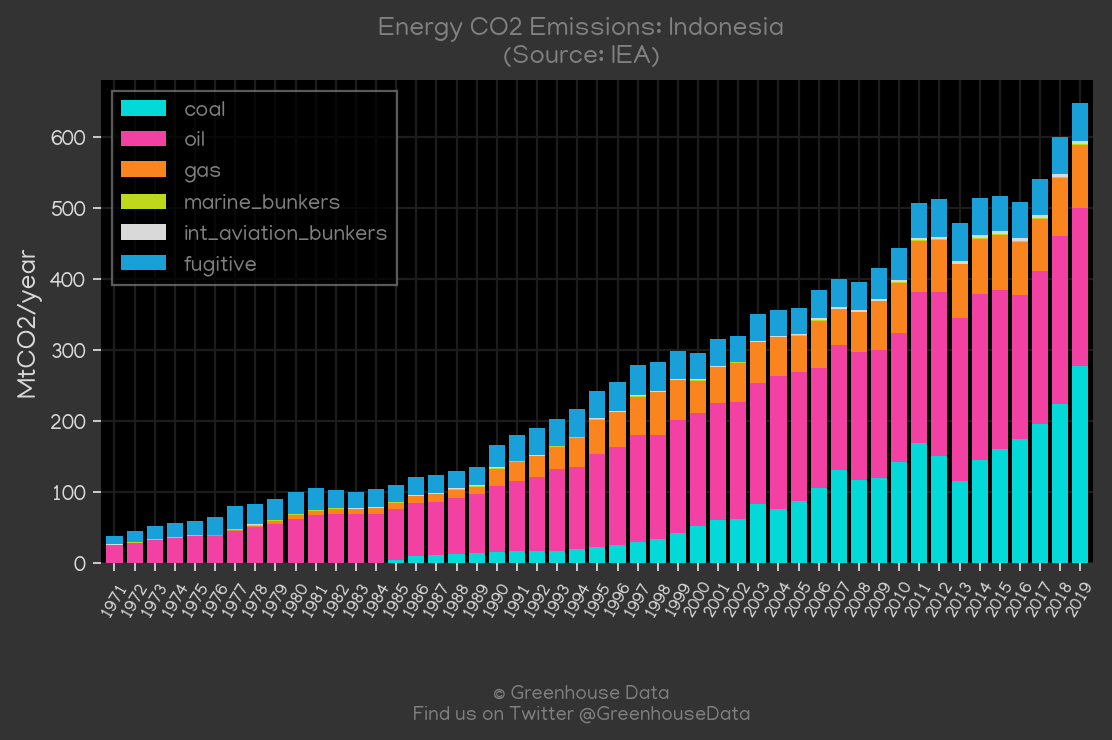 Energy CO2 Emissions: Indonesia
(Source: IEA)
coal
oil
gas
marine_bunkers
int_aviation_bunkers
fugitive
MtCO2/year
600
500
400
300
200
100
0
1971 1972 1973 1974 1975 1976 1977 1978 1979 1980 1981 1982 1983 1984 1985 1986 1987 1988 1989 1990 1991 1992 1993 1994 1995 1996 1997 1998 1999 2000 2001 2002 2003 2004 2005 2006 2007 2008 2009 2010 2011 2012 2013 2014 2015 2016 2017 2018 2019
© Greenhouse Data
Find us on Twitter @GreenhouseData